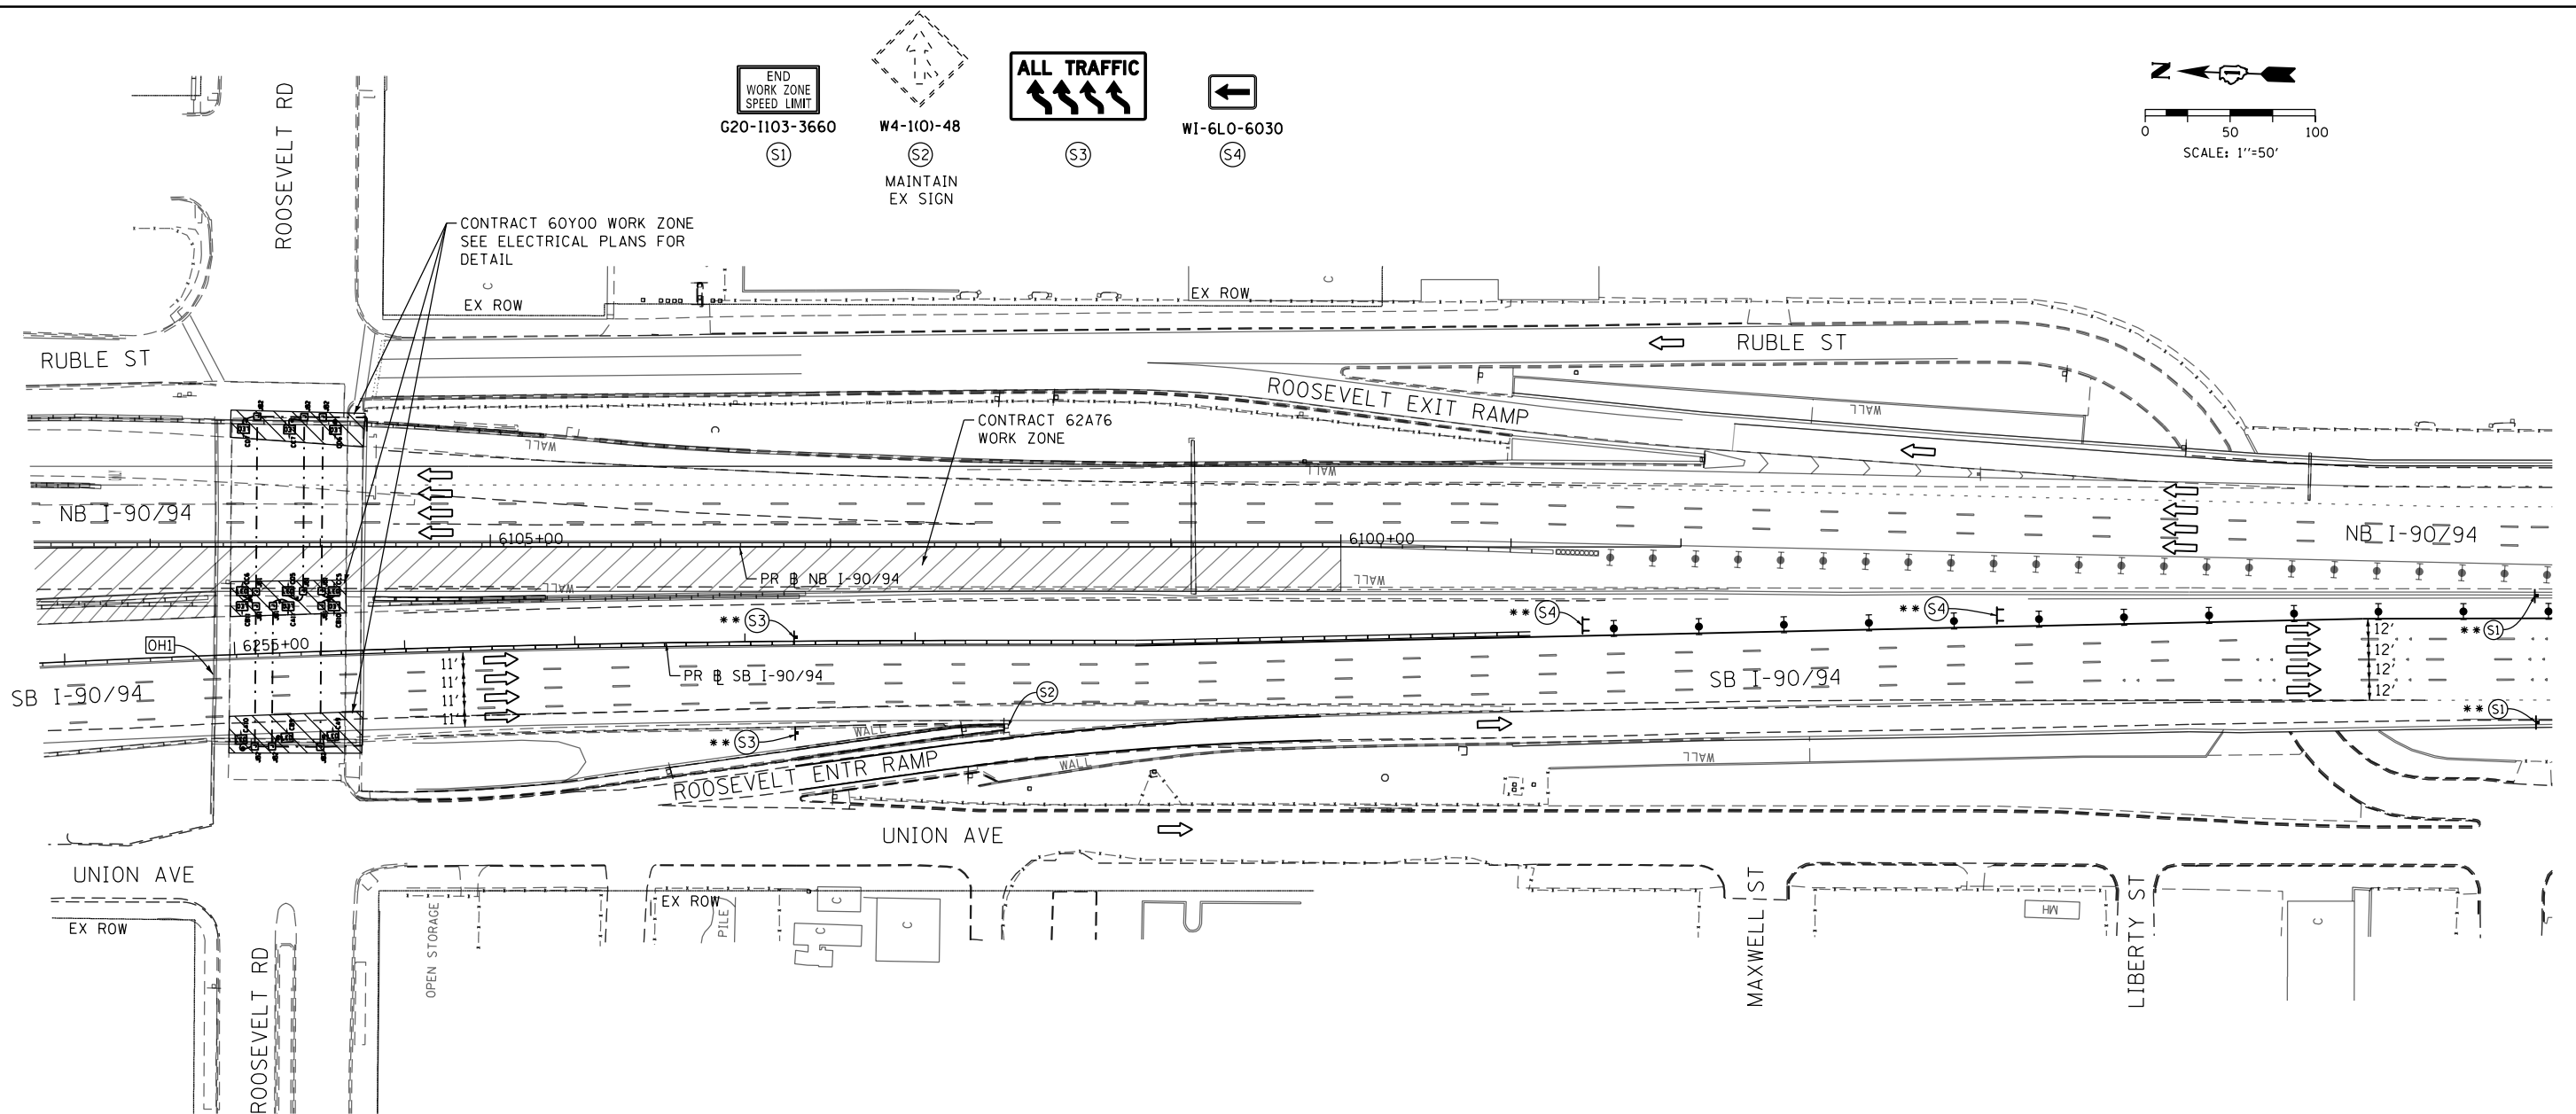 END
WORK ZONE
SPEED LIMIT
G20-I103-3660
S1
W4-1(O)-48
S2
MAINTAIN
EX SIGN
ALL TRAFFIC
S3
WI-6LO-6030
S4
N
0 50 100
SCALE: 1''=50'
ROOSEVELT RD
CONTRACT 60Y00 WORK ZONE
SEE ELECTRICAL PLANS FOR
DETAIL
C
EX ROW
EX ROW
C
RUBLE ST
RUBLE ST
ROOSEVELT EXIT RAMP
WALL
CONTRACT 62A76
WORK ZONE
WALL
WALL
NB I-90/94
6105+00
6100+00
NB I-90/94
PR B NB I-90/94
WALL
WALL
** S3
** S4
** S4
** S1
OH1
6255+00
11'
11'
11'
11'
PR B SB I-90/94
SB I-90/94
SB I-90/94
12'
12'
12'
12'
S2
** S3
WALL
** S1
ROOSEVELT ENTR RAMP
WALL
WALL
UNION AVE
UNION AVE
EX ROW
EX ROW
OPEN STORAGE
PILE
C
C
C
MAXWELL ST
MH
LIBERTY ST
C
ROOSEVELT RD